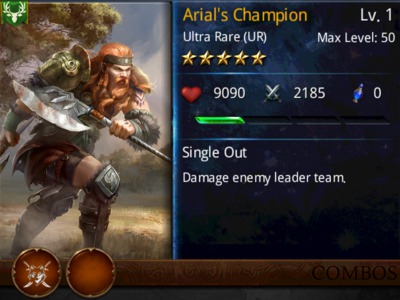 Arial's Champion Lv. 1
Ultra Rare (UR) Max Level: 50
9090 2185 0
Single Out
Damage enemy leader team.
COMBOS